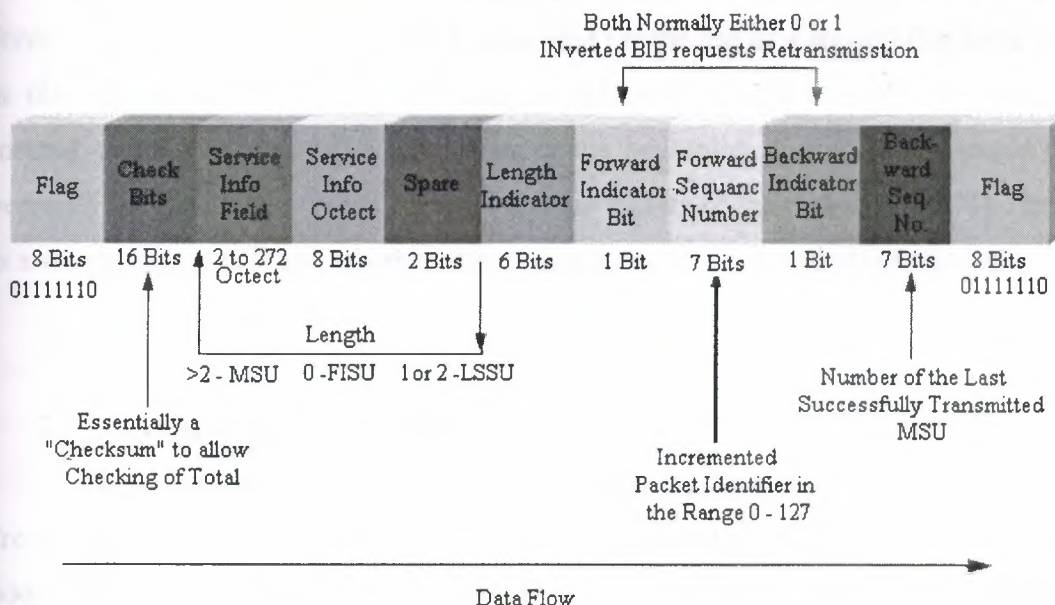 Both Normally Either 0 or 1
INverted BIB requests Retransmisstion
Flag
Check
Bits
Service
Info
Field
Service
Info
Octect
Spare
Length
Indicator
Forward
Indicator
Bit
Forward
Sequanc
Number
Backward
Indicator
Bit
Back-
ward
Seq.
No.
Flag
8 Bits
01111110
16 Bits
2 to 272
Octect
8 Bits
2 Bits
6 Bits
1 Bit
7 Bits
1 Bit
7 Bits
8 Bits
01111110
Length
>2 - MSU 0 -FISU 1 or 2 -LSSU
Essentially a
"Checksum" to allow
Checking of Total
Incremented
Packet Identifier in
the Range 0 - 127
Number of the Last
Successfully Transmitted
MSU
Data Flow